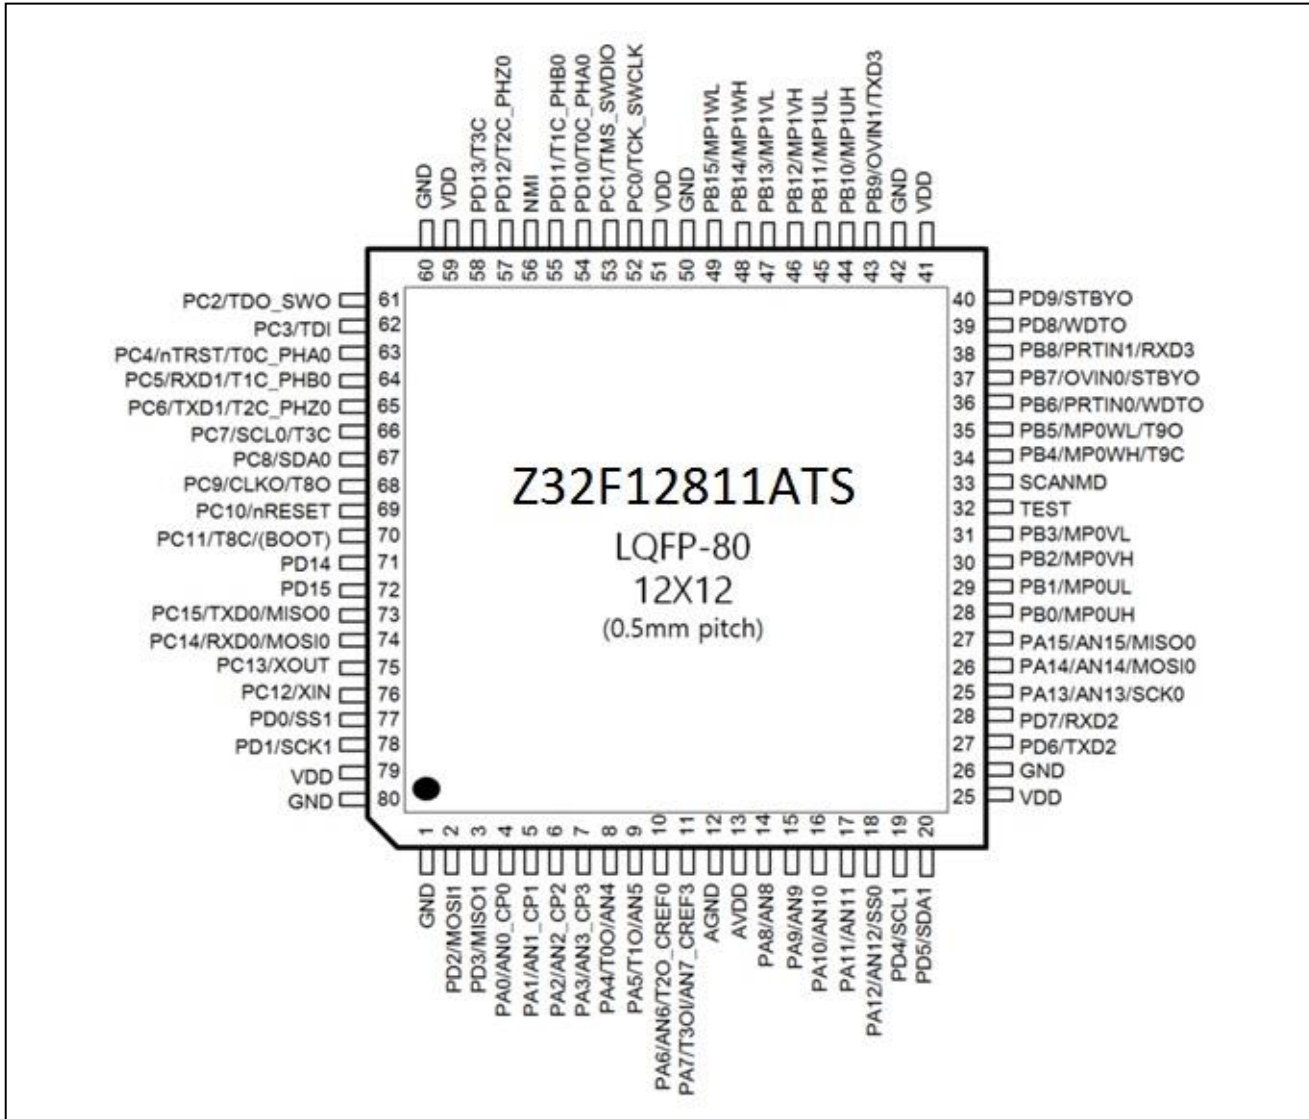 GND
VDD
PD13/T3C
PD12/T2C_PHZ0
NMI
PD11/T1C_PHB0
PD10/T0C_PHA0
PC1/TMS_SWDIO
PC0/TCK_SWCLK
VDD
GND
PB15/MP1WL
PB14/MP1WH
PB13/MP1VL
PB12/MP1VH
PB11/MP1UL
PB10/MP1UH
PB9/OVIN1/TXD3
GND
VDD
60 59 58 57 56 55 54 53 52 51 50 49 48 47 46 45 44 43 42 41
PC2/TDO_SWO 61
PC3/TDI 62
PC4/nTRST/T0C_PHA0 63
PC5/RXD1/T1C_PHB0 64
PC6/TXD1/T2C_PHZ0 65
PC7/SCL0/T3C 66
PC8/SDA0 67
PC9/CLKO/T8O 68
PC10/nRESET 69
PC11/T8C/(BOOT) 70
PD14 71
PD15 72
PC15/TXD0/MISO0 73
PC14/RXD0/MOSI0 74
PC13/XOUT 75
PC12/XIN 76
PD0/SS1 77
PD1/SCK1 78
VDD 79
GND 80
Z32F12811ATS
LQFP-80
12X12
(0.5mm pitch)
40 PD9/STBYO
39 PD8/WDTO
38 PB8/PRTIN1/RXD3
37 PB7/OVIN0/STBYO
36 PB6/PRTIN0/WDTO
35 PB5/MP0WL/T9O
34 PB4/MP0WH/T9C
33 SCANMD
32 TEST
31 PB3/MP0VL
30 PB2/MP0VH
29 PB1/MP0UL
28 PB0/MP0UH
27 PA15/AN15/MISO0
26 PA14/AN14/MOSI0
25 PA13/AN13/SCK0
28 PD7/RXD2
27 PD6/TXD2
26 GND
25 VDD
1 2 3 4 5 6 7 8 9 10 11 12 13 14 15 16 17 18 19 20
GND
PD2/MOSI1
PD3/MISO1
PA0/AN0_CP0
PA1/AN1_CP1
PA2/AN2_CP2
PA3/AN3_CP3
PA4/T0O/AN4
PA5/T1O/AN5
PA6/AN6/T2O_CREF0
PA7/T3OI/AN7_CREF3
AGND
AVDD
PA8/AN8
PA9/AN9
PA10/AN10
PA11/AN11
PA12/AN12/SS0
PD4/SCL1
PD5/SDA1